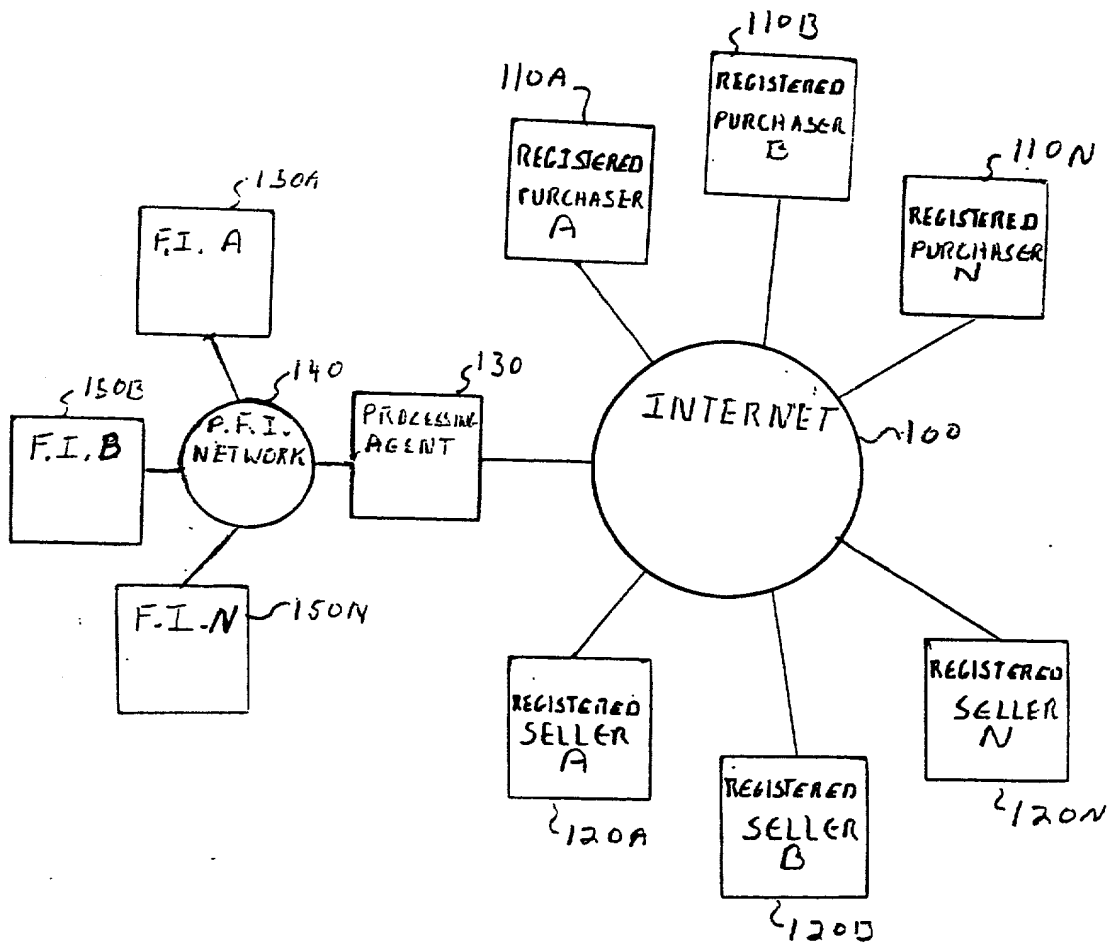 110B
REGISTERED
PURCHASER
B
110A
REGISTERED
PURCHASER
A
110N
REGISTERED
PURCHASER
N
150A
F.I. A
150B
F.I. B
140
P.F.I.
NETWORK
130
PROCESSING
AGENT
INTERNET
100
F.I.N
150N
REGISTERED
SELLER
A
120A
REGISTERED
SELLER
B
120B
REGISTERED
SELLER
N
120N